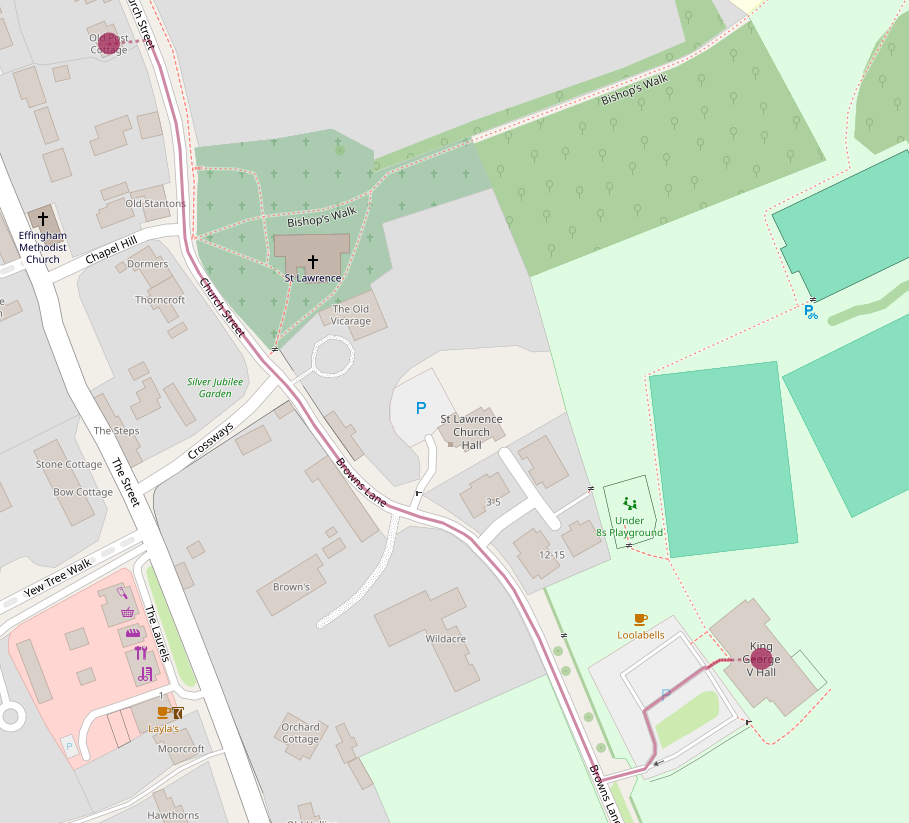 Church Street
Old Post
Cottage
Bishop's Walk
Old Stantons
Effingham
Methodist
Church
Chapel Hill
Bishop's Walk
St Lawrence
Dormers
Thorncroft
Church Street
The Old
Vicarage
Silver Jubilee
Garden
P
P
St Lawrence
Church
Hall
The Steps
Crossways
Stone Cottage
Bow Cottage
The Street
Browns Lane
3-5
12-15
Under
8s Playground
Yew Tree Walk
Brown's
The Laurels
Wildacre
Loolabells
King
George
V Hall
P
1
Layla's
Moorcroft
Orchard
Cottage
P
Browns Lane
Hawthorns